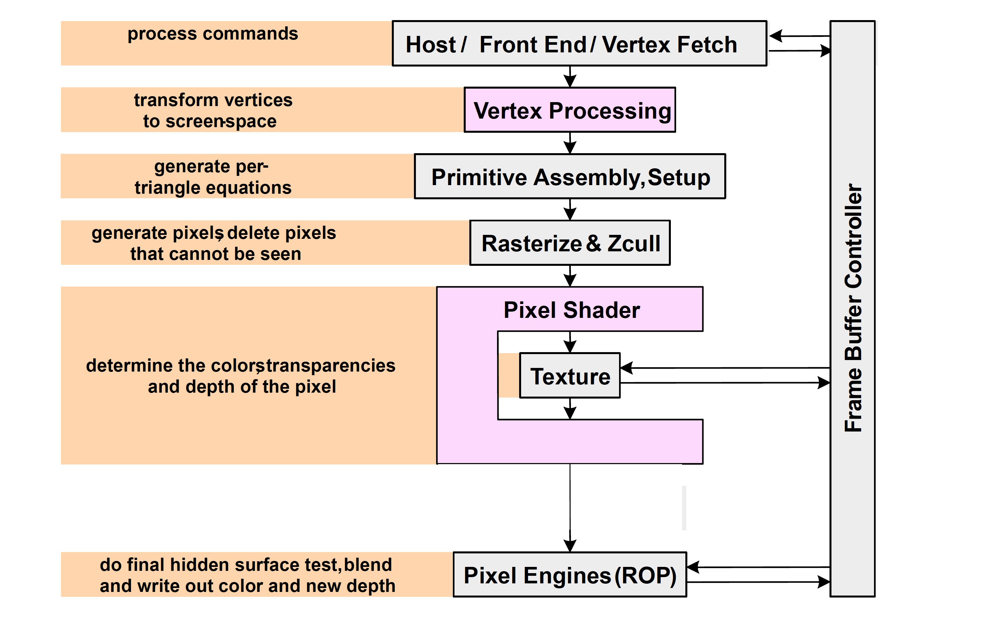 process commands
Host / Front End / Vertex Fetch
transform vertices
to screen-space
Vertex Processing
generate per-
triangle equations
Primitive Assembly, Setup
generate pixels, delete pixels
that cannot be seen
Rasterize & Zcull
Pixel Shader
determine the colors, transparencies
and depth of the pixel
Texture
do final hidden surface test, blend
and write out color and new depth
Pixel Engines (ROP)
Frame Buffer Controller